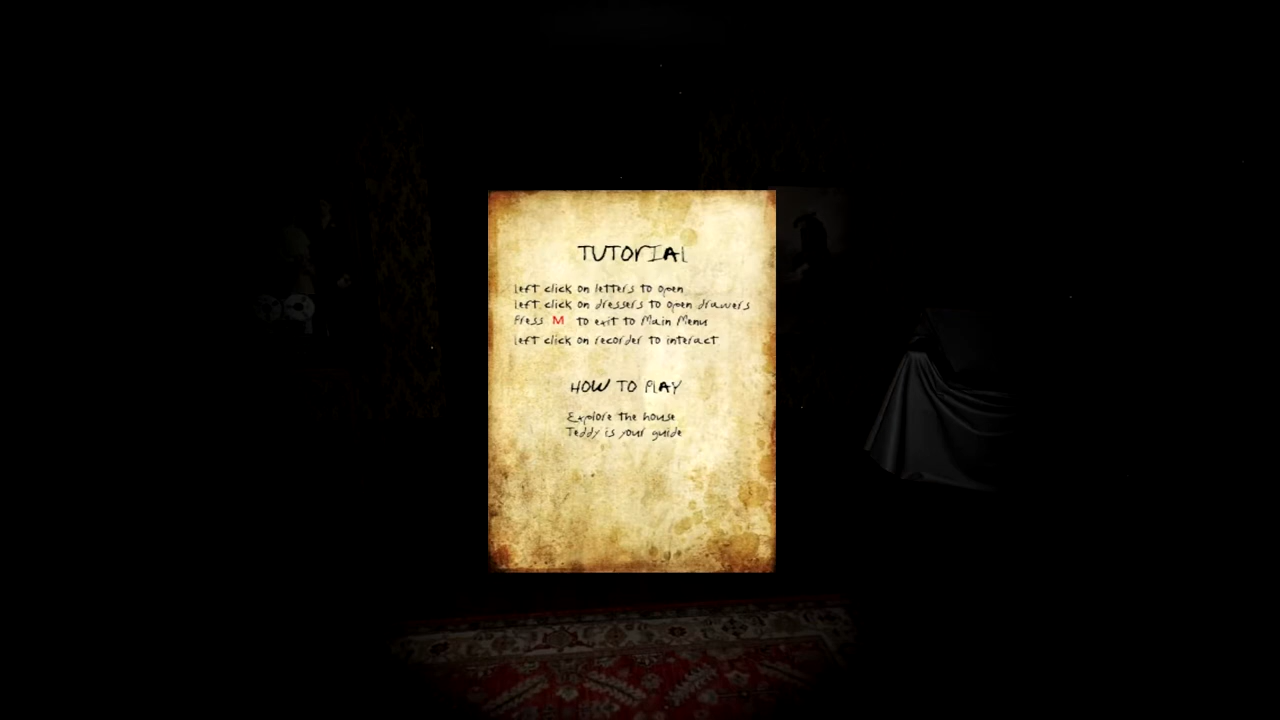 TUTORIAL
left click on letters to open
left click on dressers to open drawers
Press M to exit to Main Menu
left click on recorder to interact
HOW TO PLAY
Explore the house
Teddy is your guide